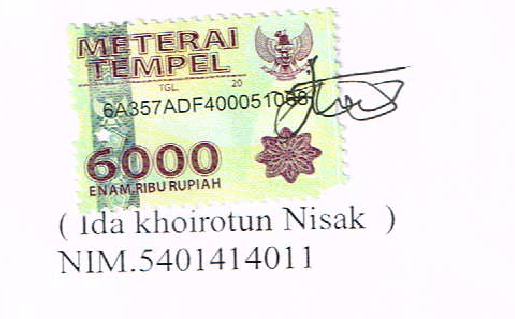 METERAI
TEMPEL
TGL. 20
6A357ADF400051068
6000
ENAM RIBU RUPIAH
( Ida khoirotun Nisak )
NIM.5401414011